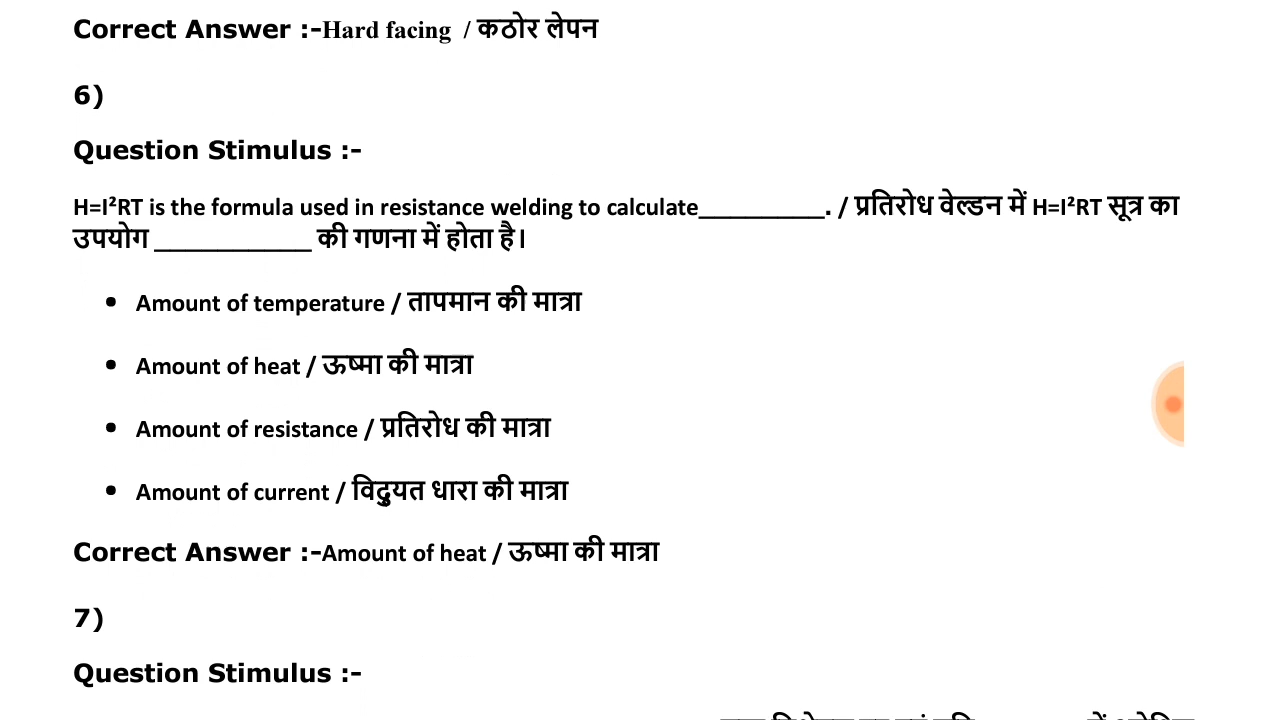 Correct Answer :-Hard facing / कठोर लेपन
6)
Question Stimulus :-
H=I²RT is the formula used in resistance welding to calculate__________. / प्रतिरोध वेल्डन में H=I²RT सूत्र का
उपयोग ____________ की गणना में होता है।
• Amount of temperature / तापमान की मात्रा
• Amount of heat / ऊष्मा की मात्रा
• Amount of resistance / प्रतिरोध की मात्रा
• Amount of current / विद्युयत धारा की मात्रा
Correct Answer :-Amount of heat / ऊष्मा की मात्रा
7)
Question Stimulus :-